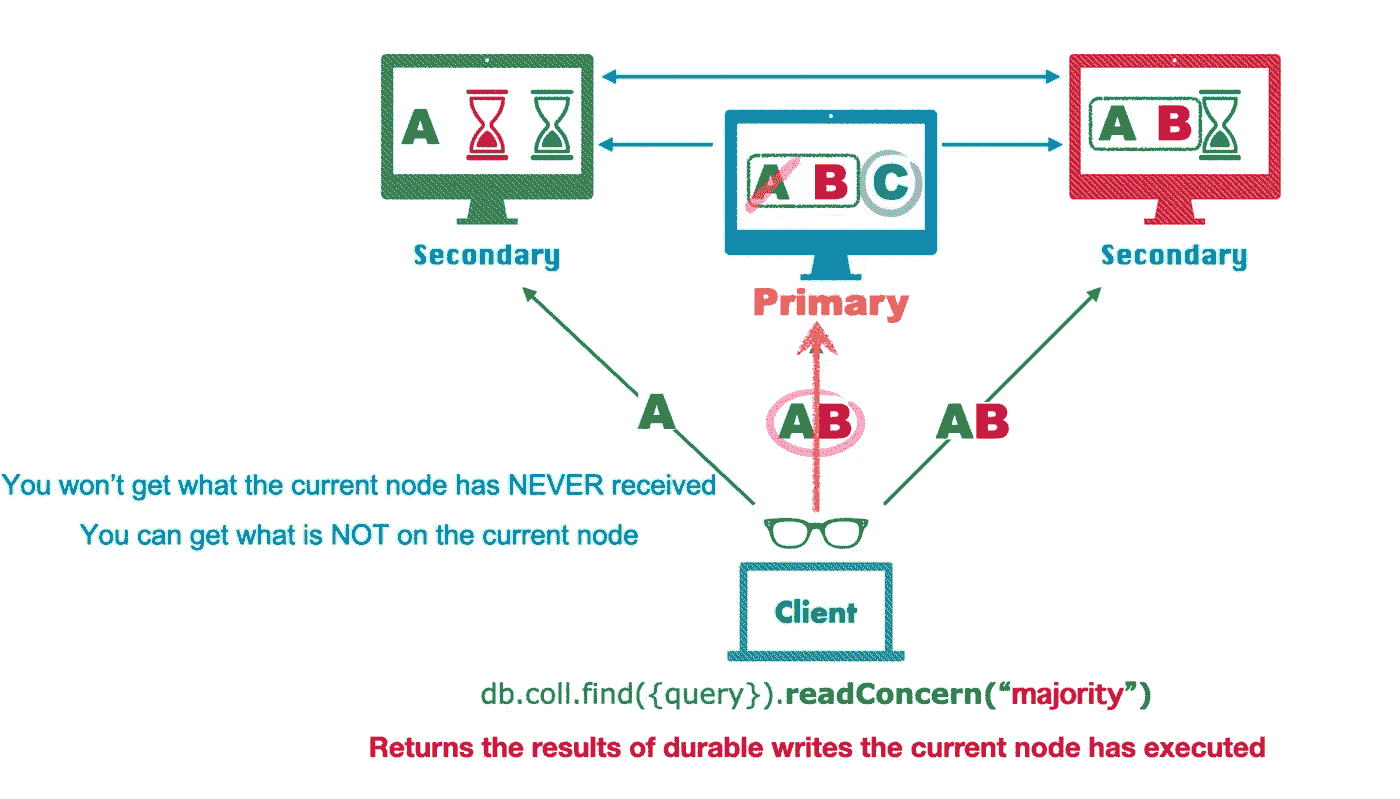 A
A B
A B C
Secondary
Secondary
Primary
A
AB
AB
You won't get what the current node has NEVER received
You can get what is NOT on the current node
Client
db.coll.find({query}).readConcern(“majority”)
Returns the results of durable writes the current node has executed